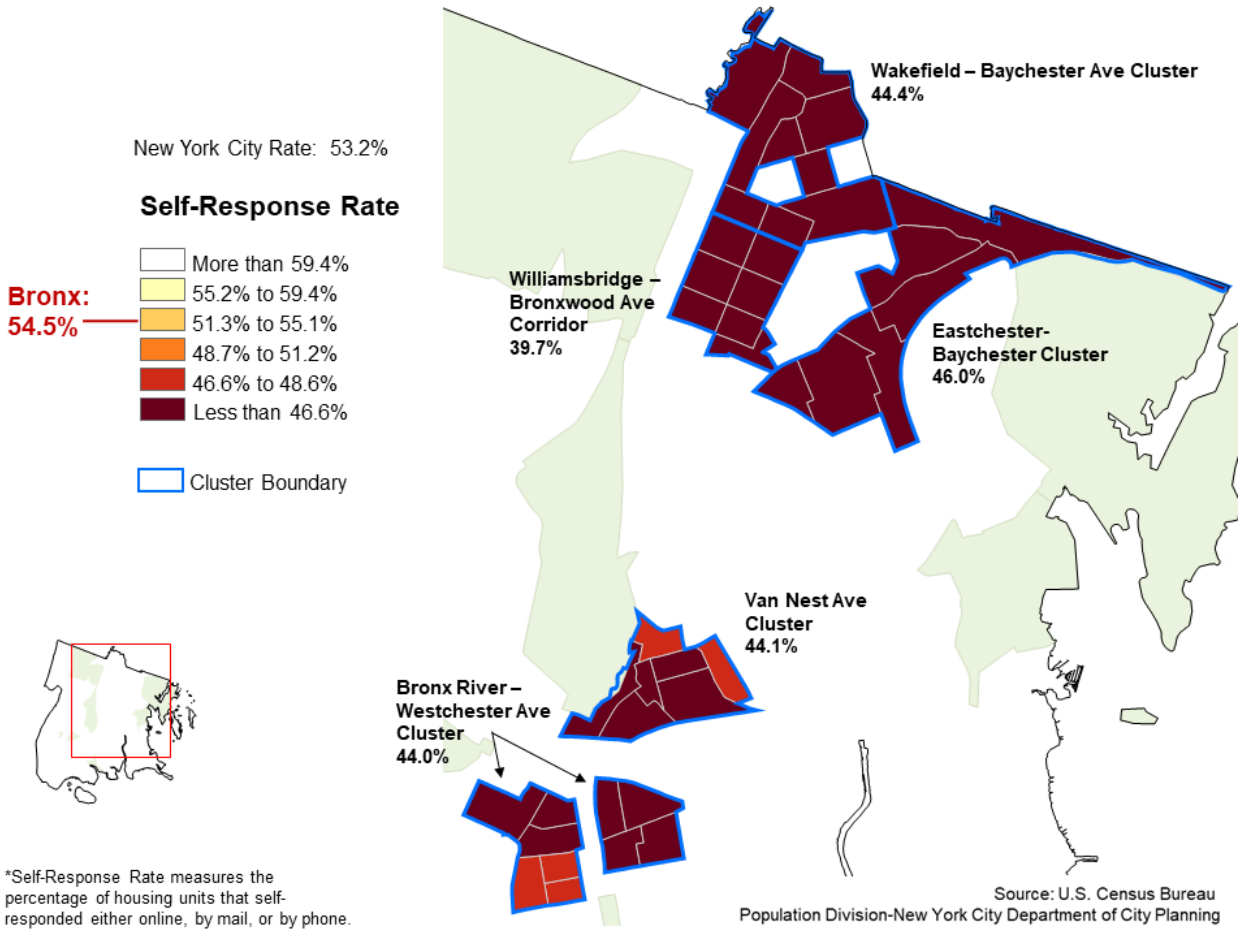 New York City Rate: 53.2%
Self-Response Rate
More than 59.4%
55.2% to 59.4%
51.3% to 55.1%
48.7% to 51.2%
46.6% to 48.6%
Less than 46.6%
Cluster Boundary
Bronx:
54.5%
Wakefield – Baychester Ave Cluster
44.4%
Williamsbridge –
Bronxwood Ave
Corridor
39.7%
Eastchester-
Baychester Cluster
46.0%
Van Nest Ave
Cluster
44.1%
Bronx River –
Westchester Ave
Cluster
44.0%
*Self-Response Rate measures the
percentage of housing units that self-
responded either online, by mail, or by phone.
Source: U.S. Census Bureau
Population Division-New York City Department of City Planning